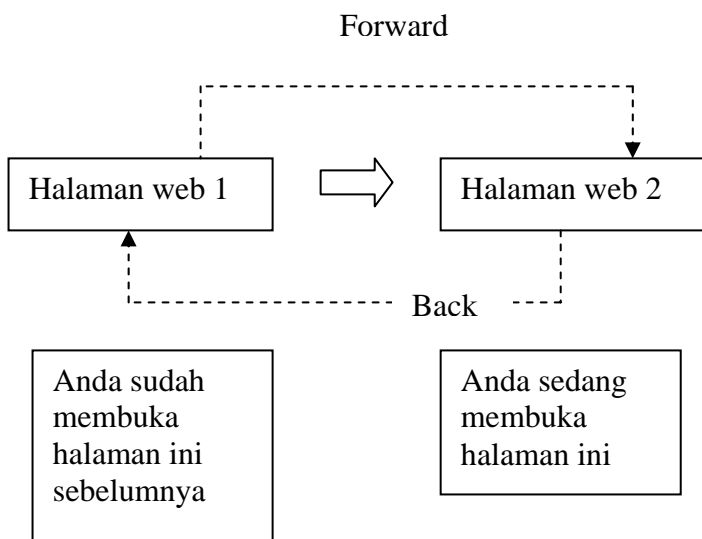 Forward
Halaman web 1
Halaman web 2
Back
Anda sudah
membuka
halaman ini
sebelumnya
Anda sedang
membuka
halaman ini